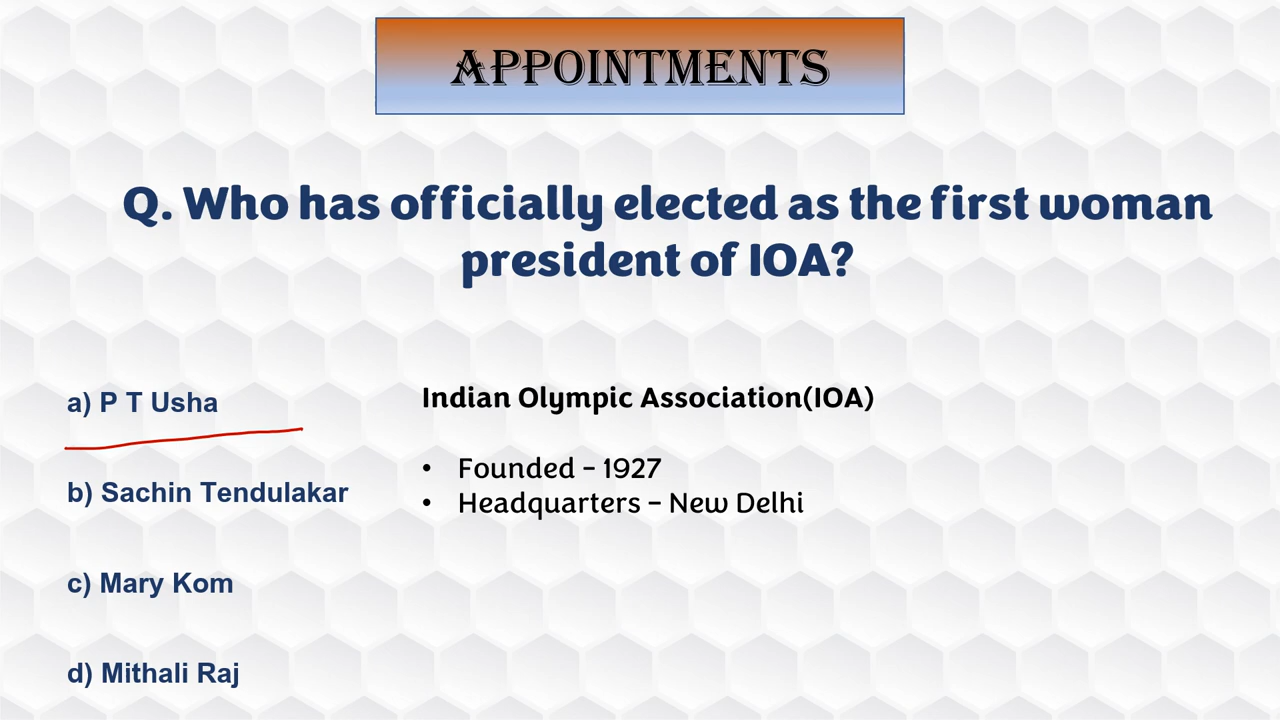 APPOINTMENTS
Q. Who has officially elected as the first woman
president of IOA?
a) P T Usha
b) Sachin Tendulakar
c) Mary Kom
d) Mithali Raj
Indian Olympic Association(IOA)
• Founded – 1927
• Headquarters – New Delhi